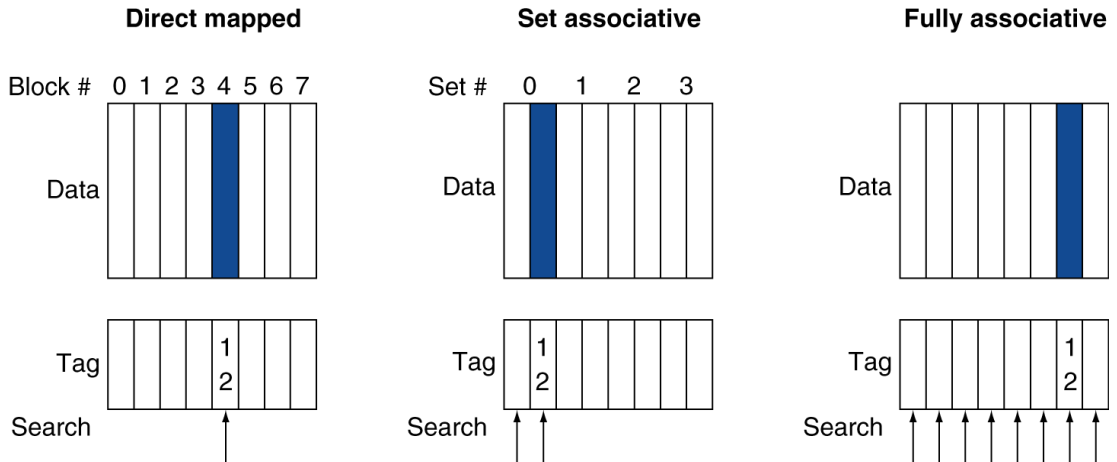 Direct mapped
Block # 0 1 2 3 4 5 6 7
Data
Tag
1
2
Search
Set associative
Set # 0 1 2 3
Data
Tag
1
2
Search
Fully associative
Data
Tag
1
2
Search